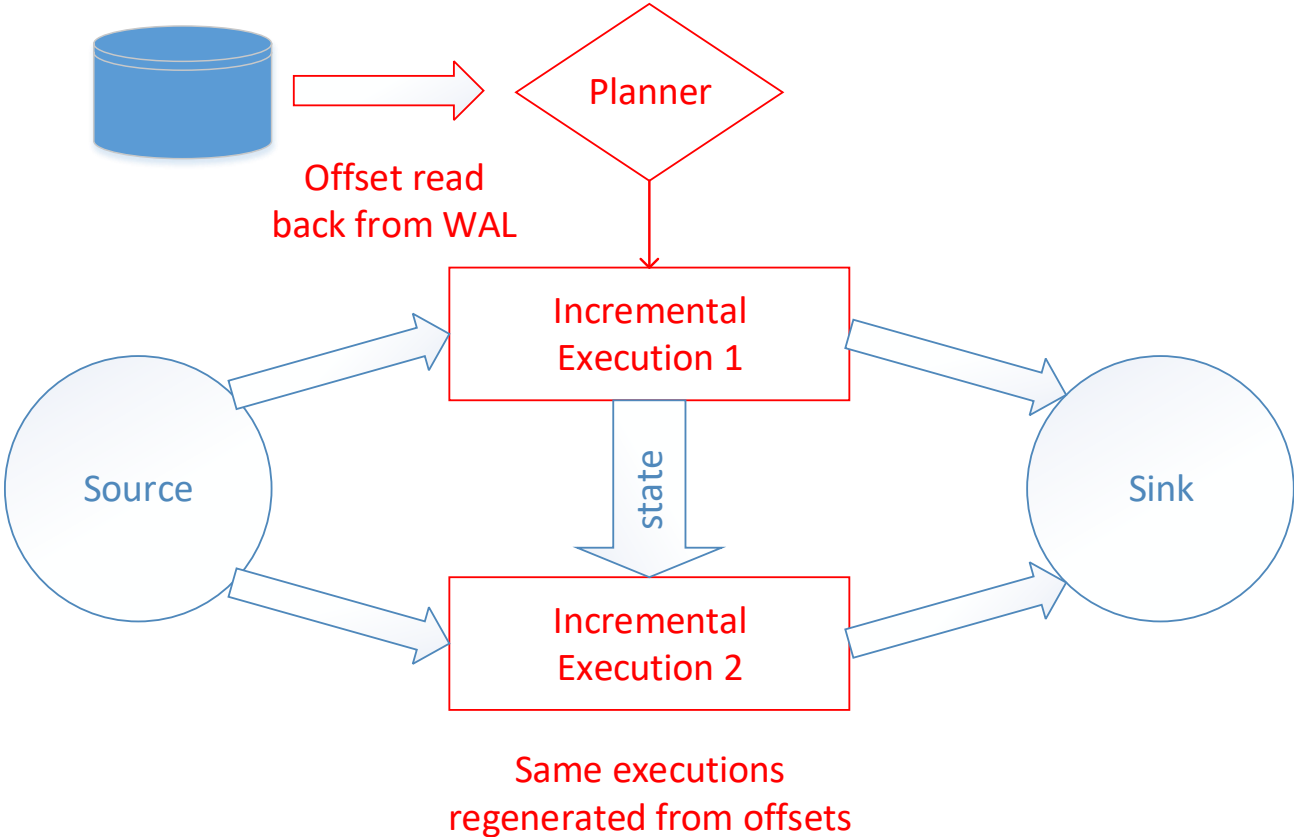 Planner
Offset read
back from WAL
Incremental
Execution 1
Source
state
Sink
Incremental
Execution 2
Same executions
regenerated from offsets